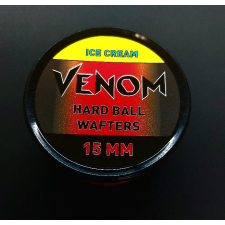 ICE CREAM
VENOM
HARD BALL
WAFTERS
15 MM